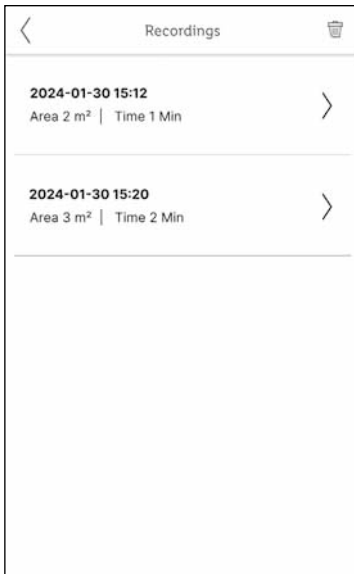 Recordings
2024-01-30 15:12
Area 2 m² | Time 1 Min
2024-01-30 15:20
Area 3 m² | Time 2 Min